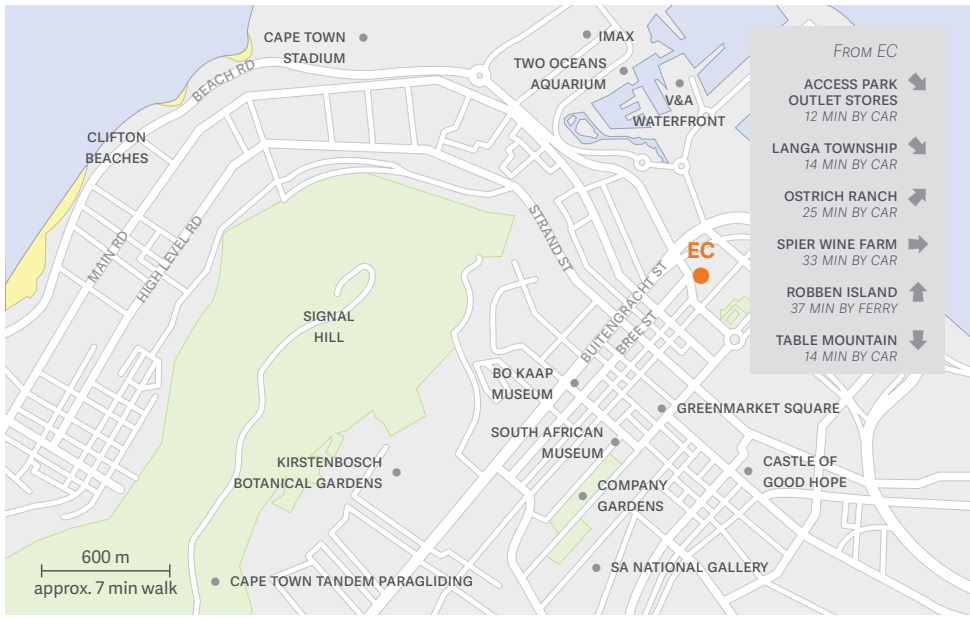 CAPE TOWN
STADIUM
IMAX
TWO OCEANS
AQUARIUM
V&A
WATERFRONT
BEACH RD
CLIFTON
BEACHES
MAIN RD
HIGH LEVEL RD
STRAND ST
EC
BUITENGRACHT ST
BREE ST
SIGNAL
HILL
BO KAAP
MUSEUM
GREENMARKET SQUARE
SOUTH AFRICAN
MUSEUM
KIRSTENBOSCH
BOTANICAL GARDENS
COMPANY
GARDENS
CASTLE OF
GOOD HOPE
SA NATIONAL GALLERY
CAPE TOWN TANDEM PARAGLIDING
600 m
approx. 7 min walk
From EC
ACCESS PARK
OUTLET STORES
12 MIN BY CAR
LANGA TOWNSHIP
14 MIN BY CAR
OSTRICH RANCH
25 MIN BY CAR
SPIER WINE FARM
33 MIN BY CAR
ROBBEN ISLAND
37 MIN BY FERRY
TABLE MOUNTAIN
14 MIN BY CAR